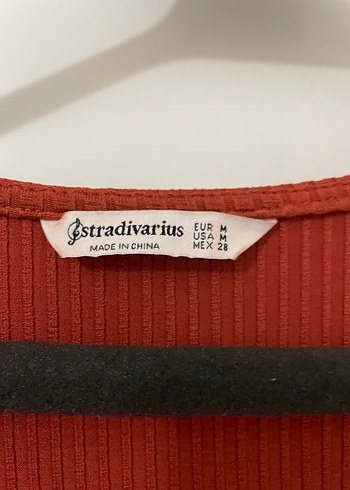 stradivarius
MADE IN CHINA
EUR M
USA M
MEX 28